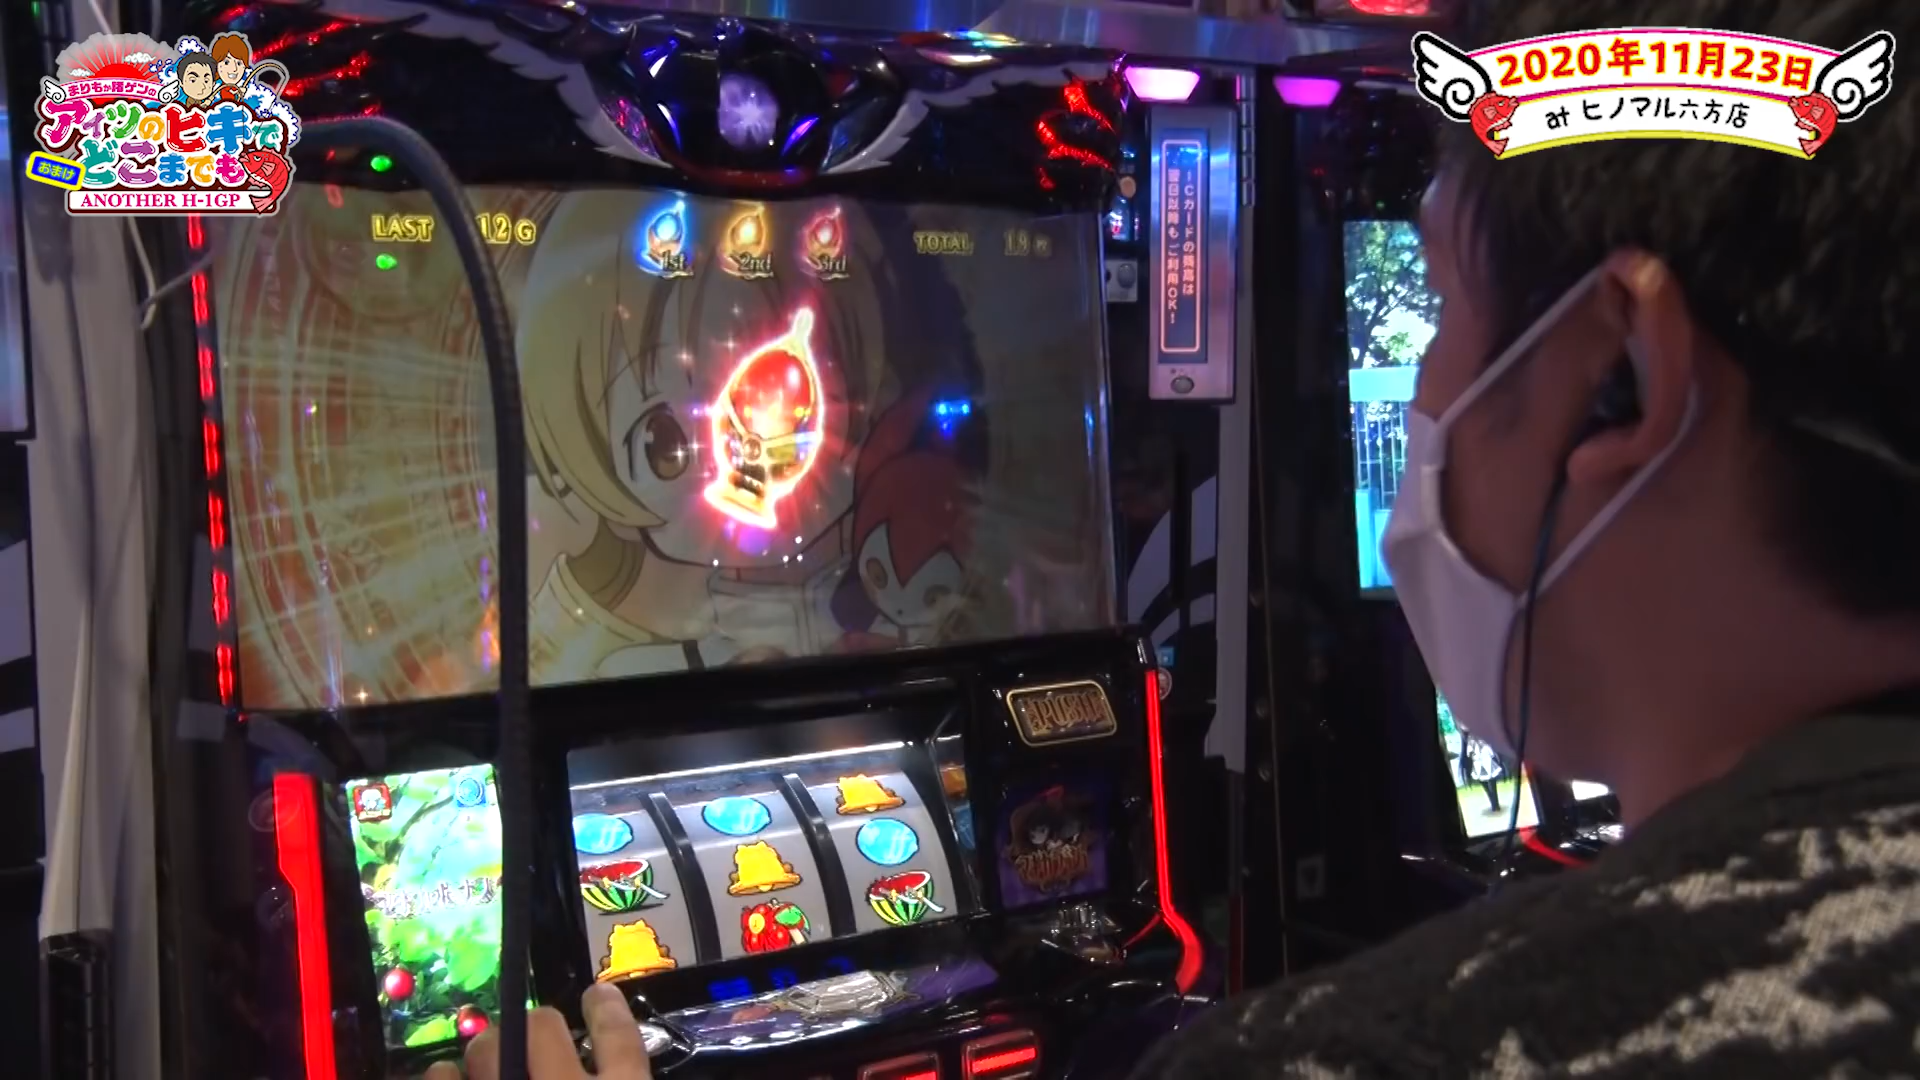 まりもが諸ゲンの
アイツのヒキで
どこまでも
おまけ
ANOTHER H-1GP
2020年11月23日
at ヒノマル六方店
LAST 12G
1st
2nd
3rd
TOTAL
ICカードの残高は
翌日以降もご利用OK!
PUSH